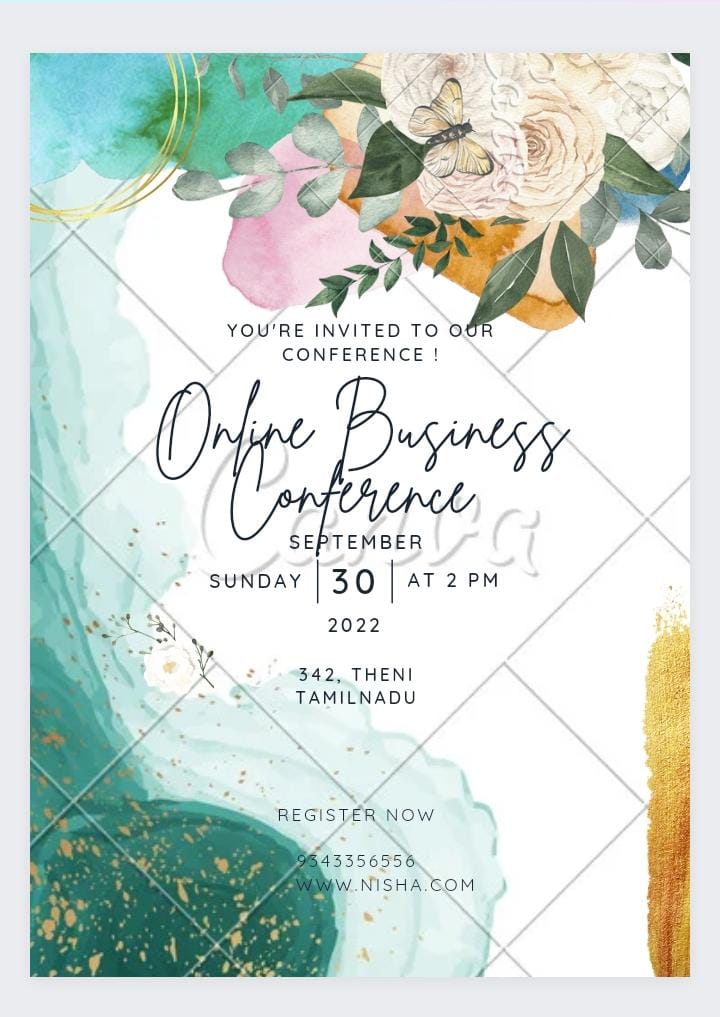 YOU'RE INVITED TO OUR
CONFERENCE !
Online Business
Conference
Canva
SEPTEMBER
SUNDAY | 30 | AT 2 PM
2022
342, THENI
TAMILNADU
REGISTER NOW
9343356556
WWW.NISHA.COM